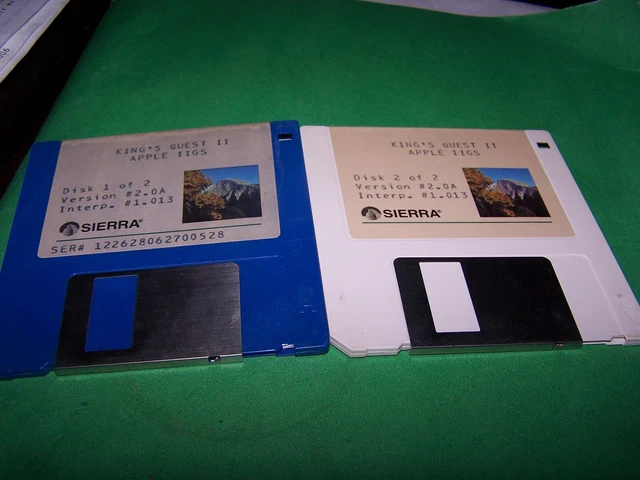 KING'S QUEST II
APPLE IIGS
Disk 1 of 2
Version #2.0A
Interp. #1.013
SIERRA®
SER# 122628062700528
KING'S QUEST II
APPLE IIGS
Disk 2 of 2
Version #2.0A
Interp. #1.013
SIERRA®